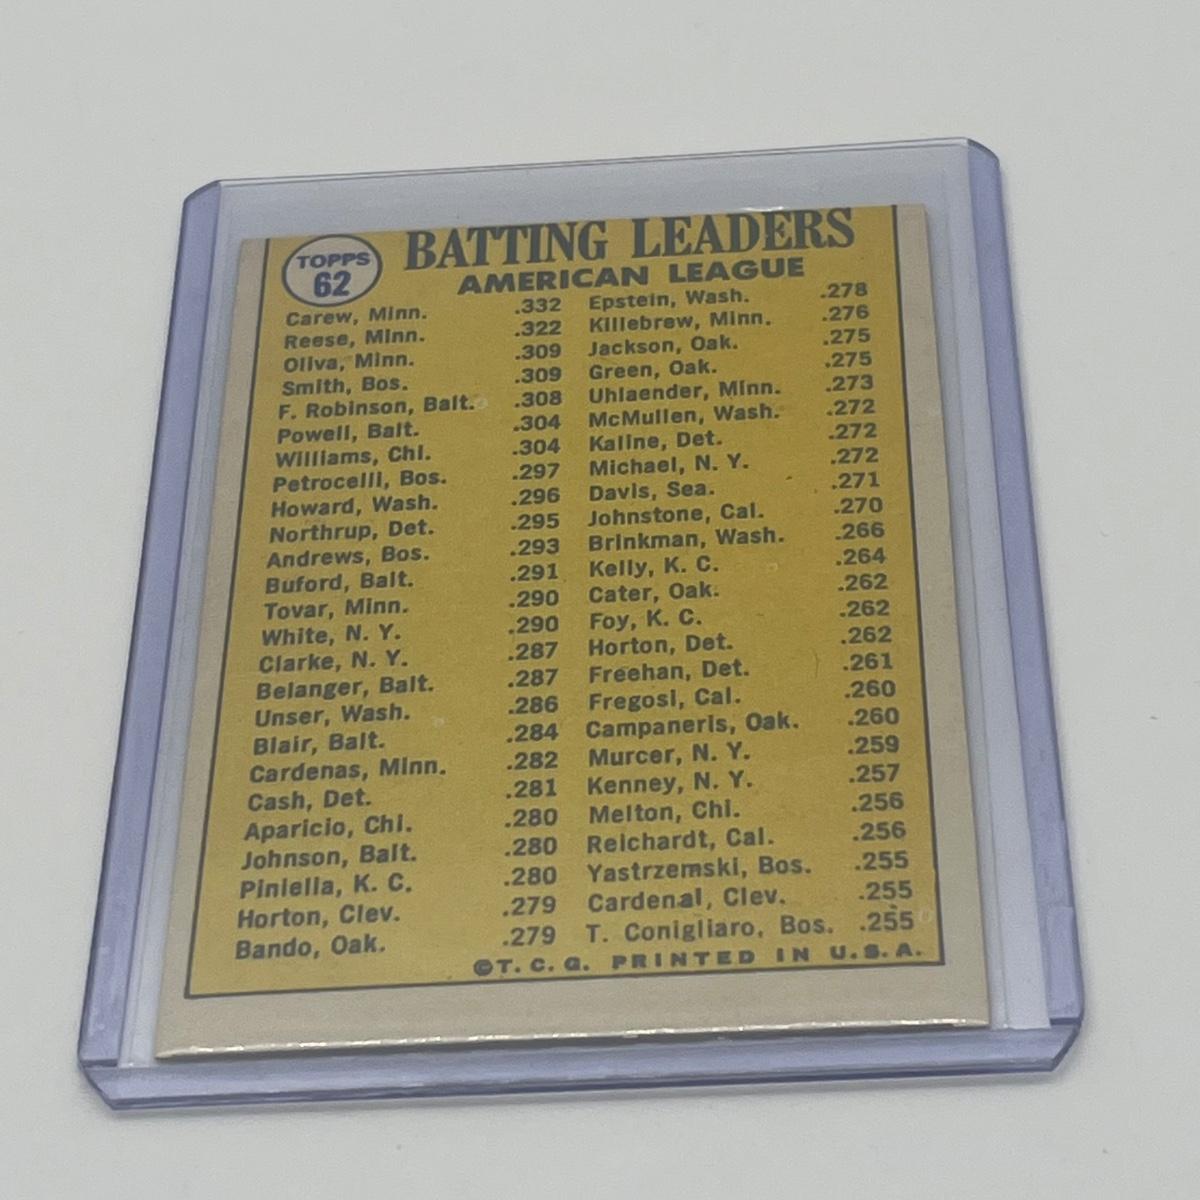 TOPPS
62
BATTING LEADERS
AMERICAN LEAGUE
Carew, Minn. .332
Reese, Minn. .322
Oliva, Minn. .309
Smith, Bos. .309
F. Robinson, Balt. .308
Powell, Balt. .304
Williams, Chi. .304
Petrocelli, Bos. .297
Howard, Wash. .296
Northrup, Det. .295
Andrews, Bos. .293
Buford, Balt. .291
Tovar, Minn. .290
White, N. Y. .290
Clarke, N. Y. .287
Belanger, Balt. .287
Unser, Wash. .286
Blair, Balt. .284
Cardenas, Minn. .282
Cash, Det. .281
Aparicio, Chi. .280
Johnson, Balt. .280
Piniella, K. C. .280
Horton, Clev. .279
Bando, Oak. .279
Epstein, Wash. .278
Killebrew, Minn. .276
Jackson, Oak. .275
Green, Oak. .275
Uhlaender, Minn. .273
McMullen, Wash. .272
Kaline, Det. .272
Michael, N. Y. .272
Davis, Sea. .271
Johnstone, Cal. .270
Brinkman, Wash. .266
Kelly, K. C. .264
Cater, Oak. .262
Foy, K. C. .262
Horton, Det. .262
Freehan, Det. .261
Fregosi, Cal. .260
Campaneris, Oak. .260
Murcer, N. Y. .259
Kenney, N. Y. .257
Melton, Chi. .256
Reichardt, Cal. .256
Yastrzemski, Bos. .255
Cardenal, Clev. .255
T. Conigliaro, Bos. .255
©T. C. G. PRINTED IN U.S.A.